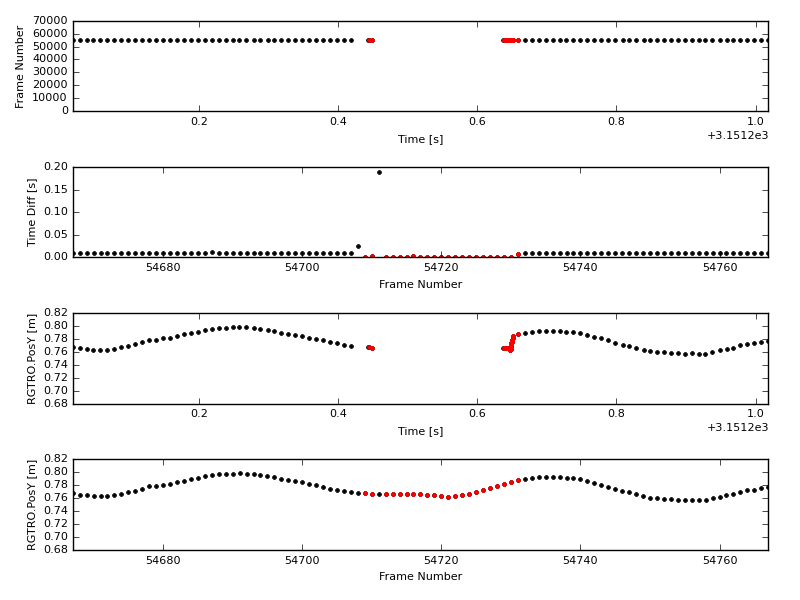 70000
60000
50000
40000
30000
20000
10000
0
Frame Number
0.2 0.4 0.6 0.8 1.0
Time [s]
+3.1512e3
0.20
0.15
0.10
0.05
0.00
Time Diff [s]
54680 54700 54720 54740 54760
Frame Number
0.82
0.80
0.78
0.76
0.74
0.72
0.70
0.68
RGTRO.PosY [m]
0.2 0.4 0.6 0.8 1.0
Time [s]
+3.1512e3
0.82
0.80
0.78
0.76
0.74
0.72
0.70
0.68
RGTRO.PosY [m]
54680 54700 54720 54740 54760
Frame Number